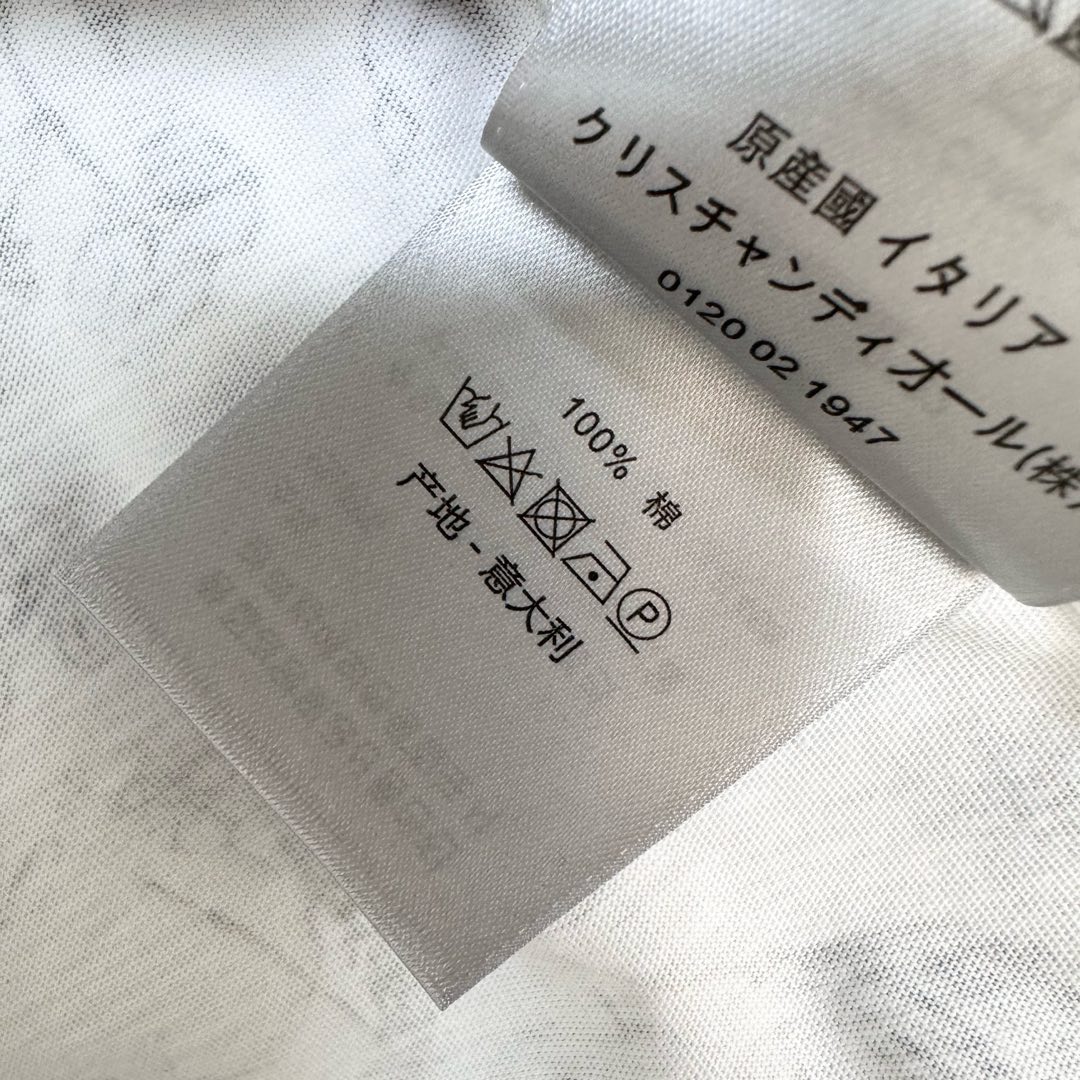 原産國 イタリア
クリスチャンディオール(株)
0120 02 1947
100% 棉
P
产地 - 意大利